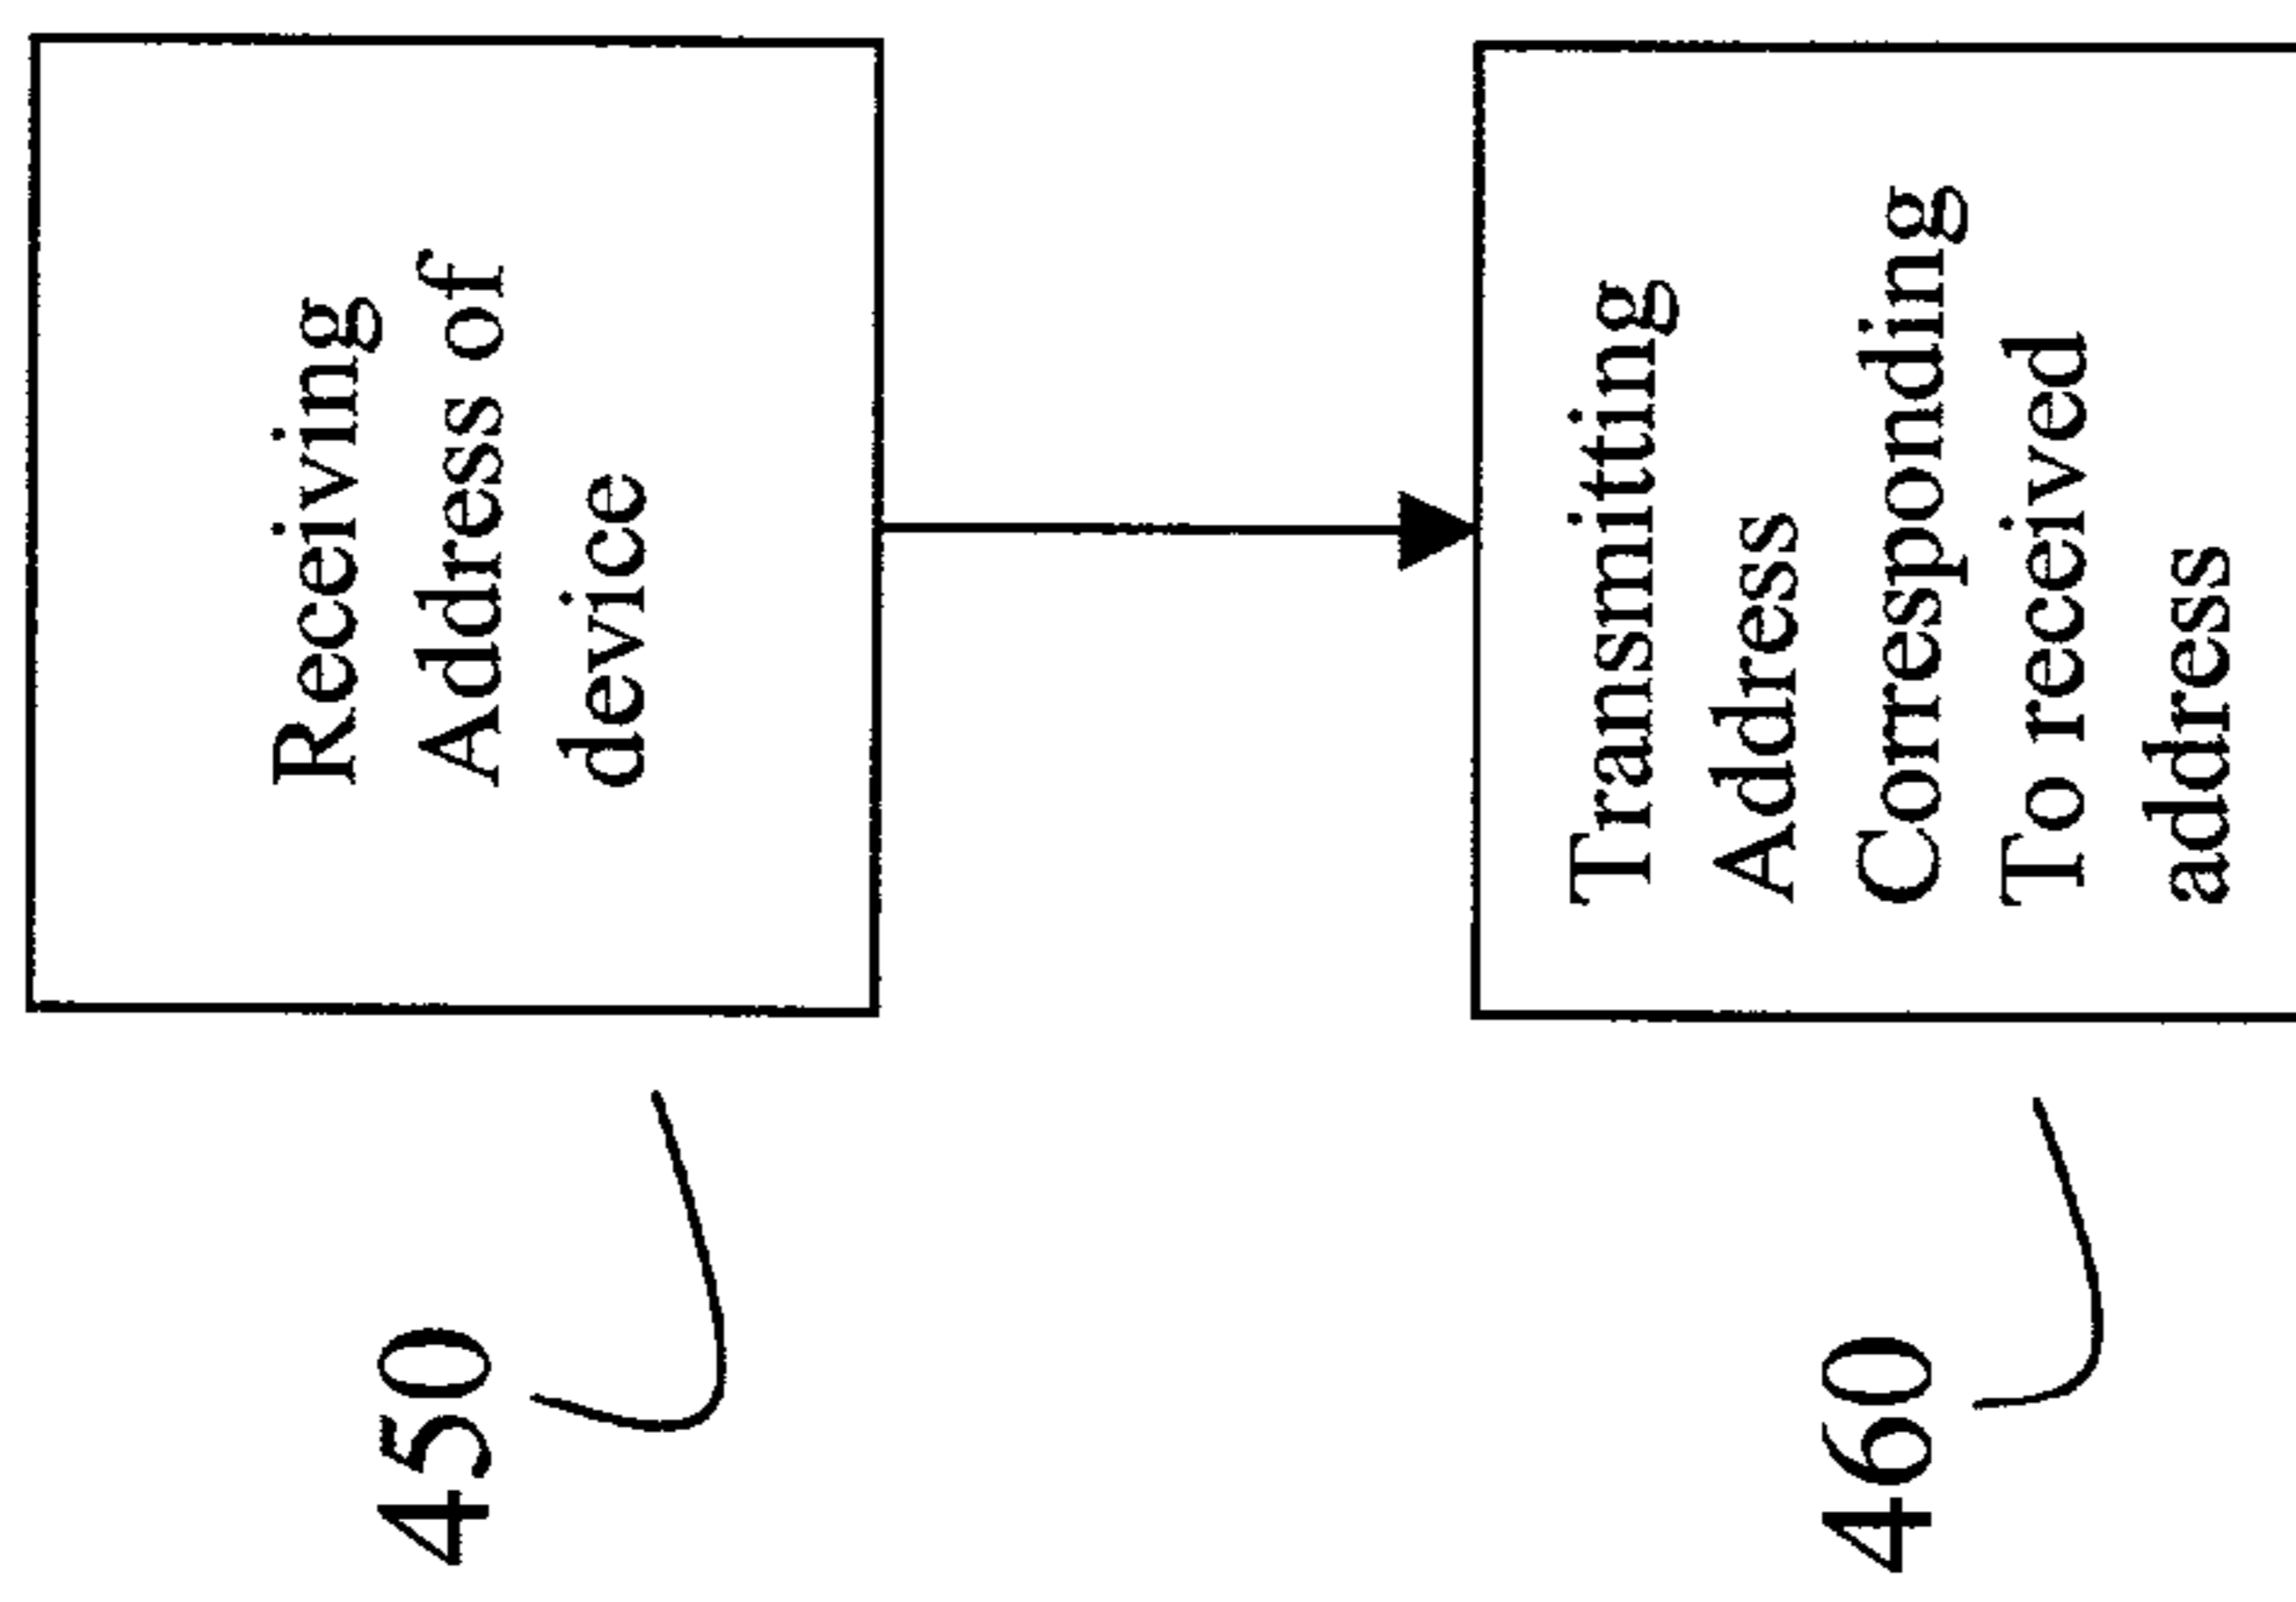 450
Receiving
Address of
device
460
Transmitting
Address
Corresponding
To received
address